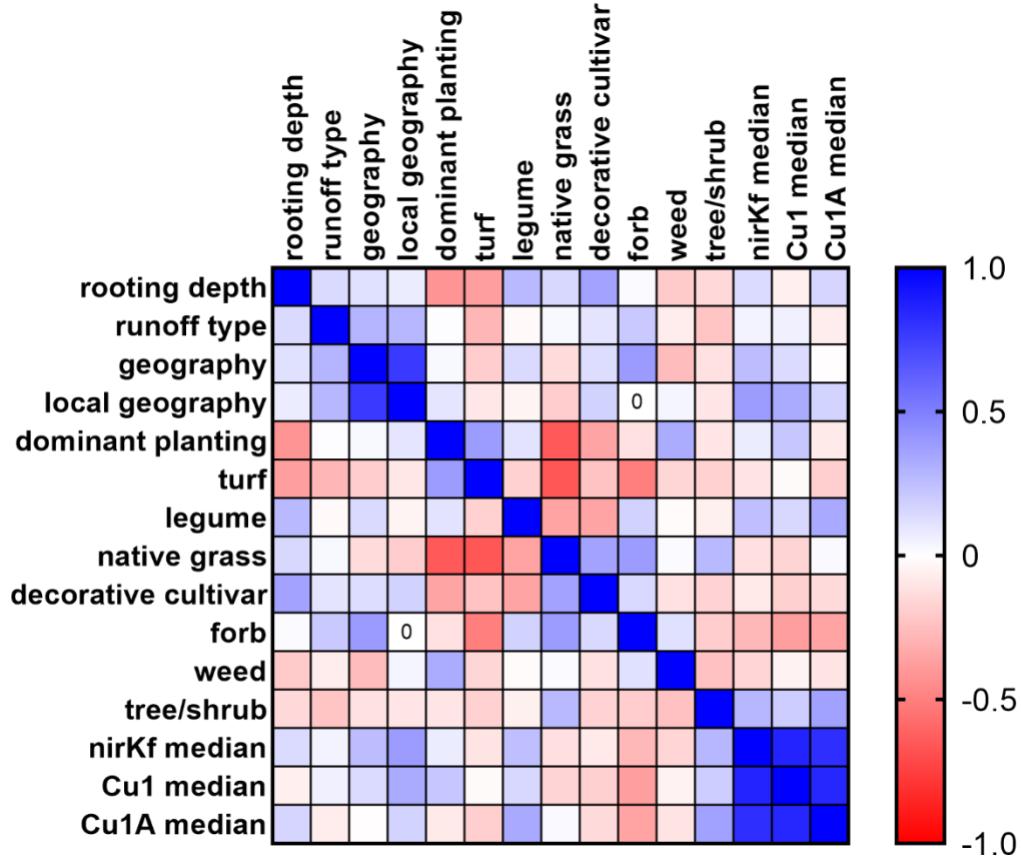 rooting depth
runoff type
geography
local geography
dominant planting
turf
legume
native grass
decorative cultivar
forb
weed
tree/shrub
nirKf median
Cu1 median
Cu1A median
rooting depth
runoff type
geography
local geography
0
dominant planting
turf
legume
native grass
decorative cultivar
forb
0
weed
tree/shrub
nirKf median
Cu1 median
Cu1A median
1.0
0.5
0
-0.5
-1.0